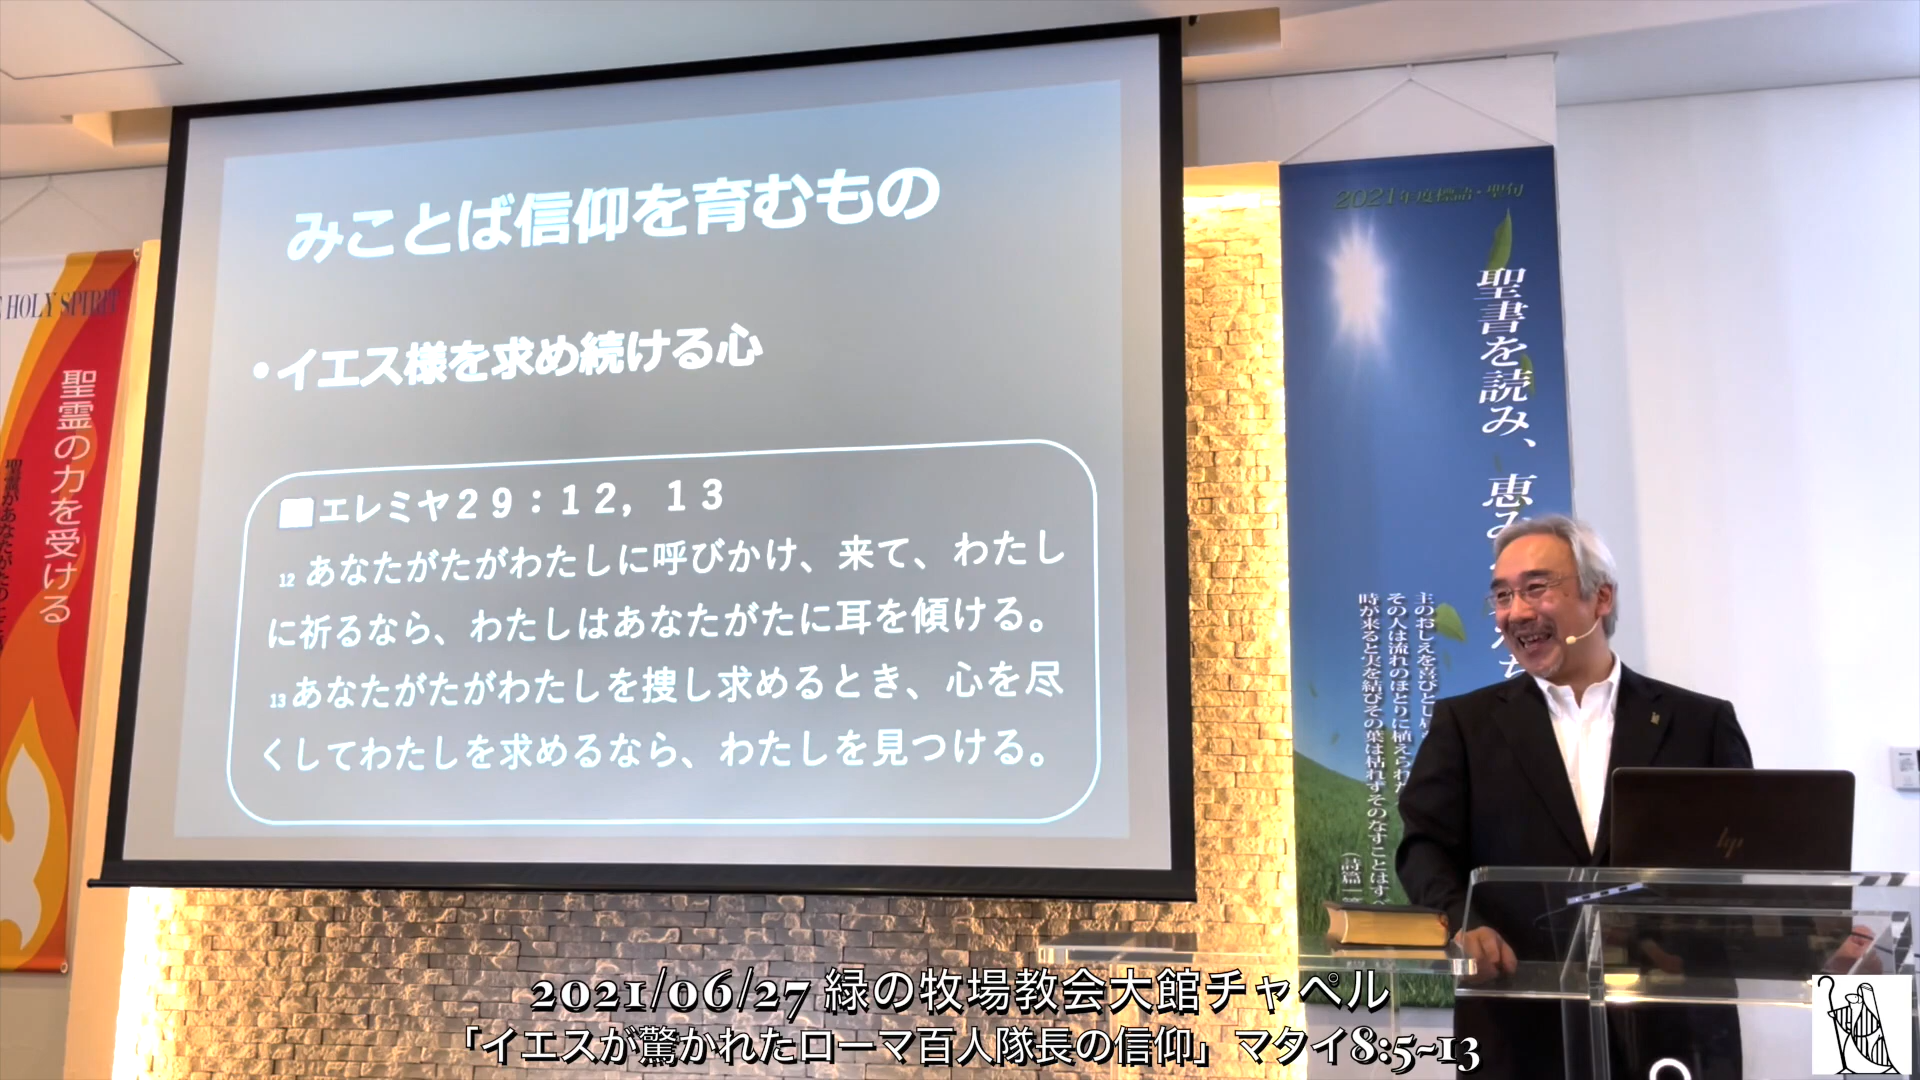 みことば信仰を育むもの
・イエス様を求め続ける心
■エレミヤ29：12，13
12 あなたがたがわたしに呼びかけ、来て、わたし
に祈るなら、わたしはあなたがたに耳を傾ける。
13 あなたがたがわたしを捜し求めるとき、心を尽
くしてわたしを求めるなら、わたしを見つける。
HOLY SPIRIT
聖霊の力を受ける
聖霊があなたがたの
2021年度標語・聖句
聖書を読み、恵み
主のおしえを喜びとし
その人は流れのほとりに植えられた
時が来ると実を結びその葉は枯れずそのなすことはすべ
（詩篇一
hp
2021/06/27 緑の牧場教会大館チャペル
「イエスが驚かれたローマ百人隊長の信仰」 マタイ8:5~13